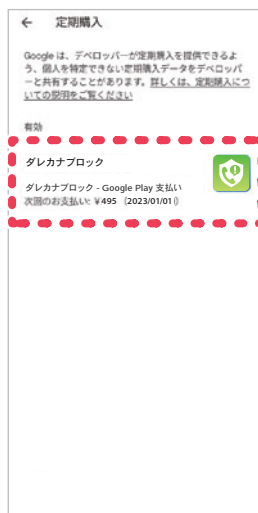 ← 定期購入
Google は、デベロッパーが定期購入を提供できるよ
う、個人を特定できない定期購入データをデベロッパ
ーと共有することがあります。詳しくは、定期購入につ
いての説明をご覧ください
有効
ダレカナブロック
ダレカナブロック - Google Play 支払い
次回のお支払い: ¥495 (2023/01/01)